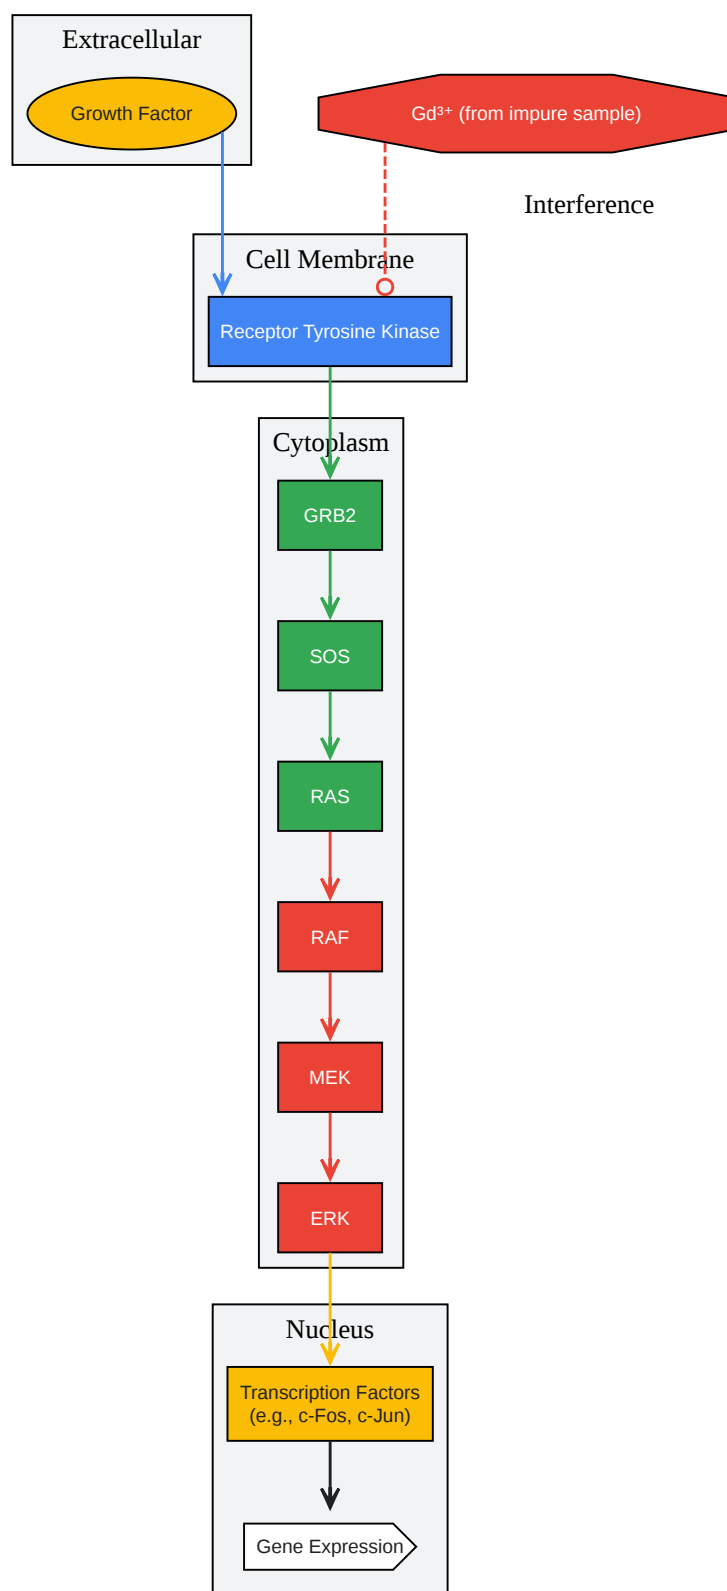 Extracellular
Growth Factor
Gd³⁺ (from impure sample)
Interference
Cell Membrane
Receptor Tyrosine Kinase
Cytoplasm
GRB2
SOS
RAS
RAF
MEK
ERK
Nucleus
Transcription Factors
(e.g., c-Fos, c-Jun)
Gene Expression